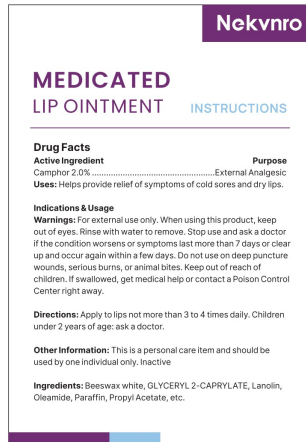 Nekvnro
MEDICATED
LIP OINTMENT INSTRUCTIONS
Drug Facts
Active Ingredient Purpose
Camphor 2.0% ......................................................External Analgesic
Uses: Helps provide relief of symptoms of cold sores and dry lips.
Indications & Usage
Warnings: For external use only. When using this product, keep
out of eyes. Rinse with water to remove. Stop use and ask a doctor
if the condition worsens or symptoms last more than 7 days or clear
up and occur again within a few days. Do not use on deep puncture
wounds, serious burns, or animal bites. Keep out of reach of
children. If swallowed, get medical help or contact a Poison Control
Center right away.
Directions: Apply to lips not more than 3 to 4 times daily. Children
under 2 years of age: ask a doctor.
Other Information: This is a personal care item and should be
used by one individual only. Inactive
Ingredients: Beeswax white, GLYCERYL 2-CAPRYLATE, Lanolin,
Oleamide, Paraffin, Propyl Acetate, etc.